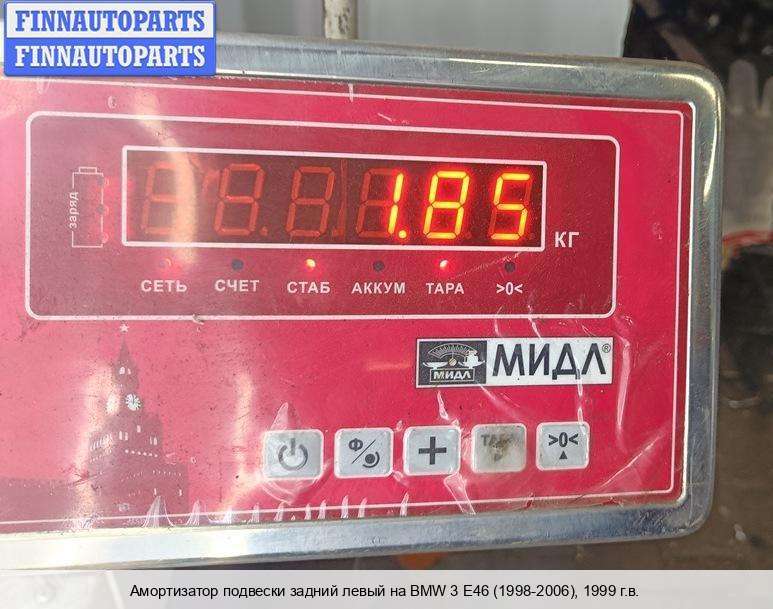 FINNAUTOPARTS
FINNAUTOPARTS
заряд
1.85
КГ
СЕТЬ СЧЕТ СТАБ АККУМ ТАРА >0<
МИДЛ МИДЛ®
Ф + >0<
Амортизатор подвески задний левый на BMW 3 E46 (1998-2006), 1999 г.в.